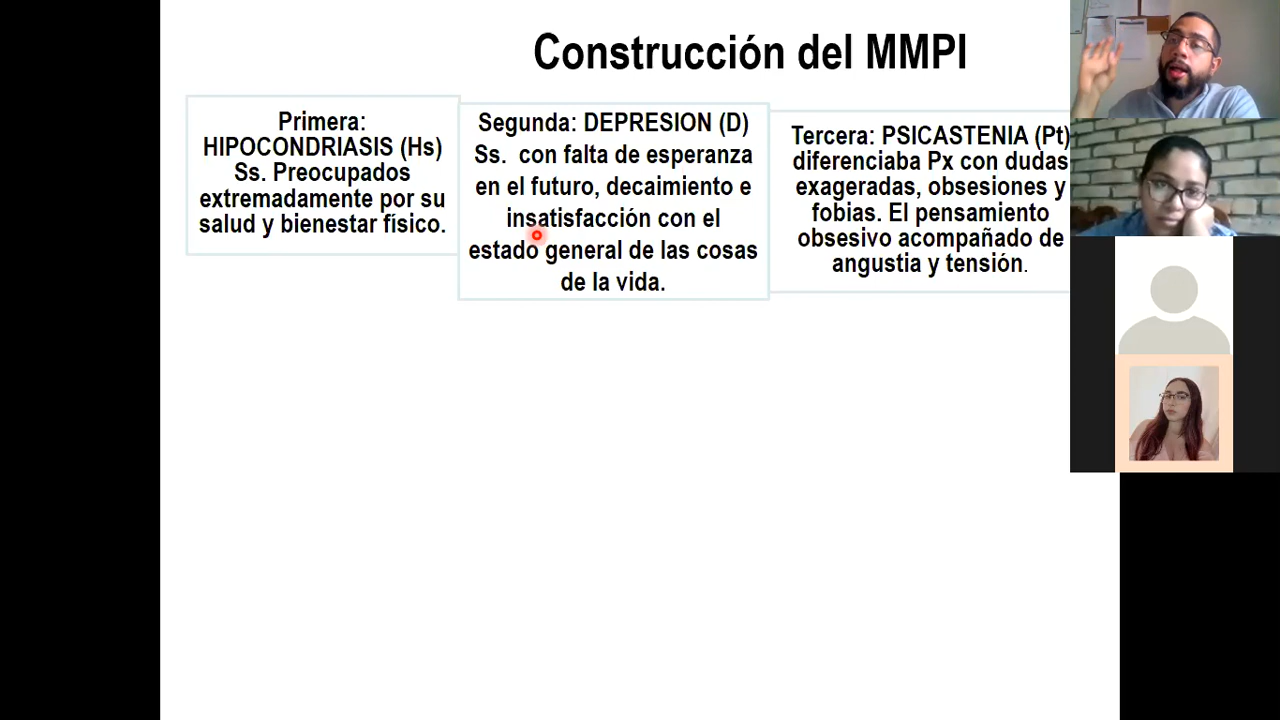 Construcción del MMPI
Primera:
HIPOCONDRIASIS (Hs)
Ss. Preocupados
extremadamente por su
salud y bienestar físico.
Segunda: DEPRESION (D)
Ss. con falta de esperanza
en el futuro, decaimiento e
insatisfacción con el
estado general de las cosas
de la vida.
Tercera: PSICASTENIA (Pt)
diferenciaba Px con dudas
exageradas, obsesiones y
fobias. El pensamiento
obsesivo acompañado de
angustia y tensión.